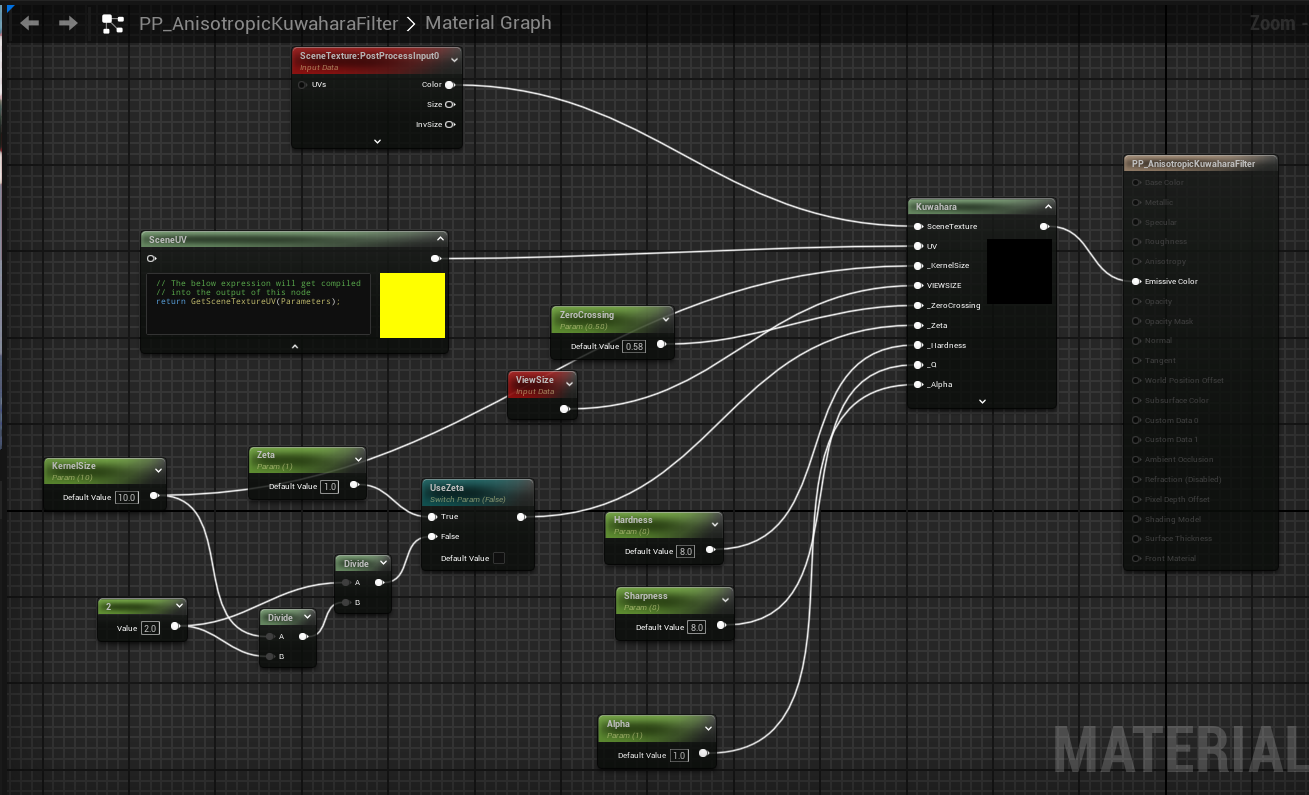 PP_AnisotropicKuwaharaFilter > Material Graph
Zoom -
SceneTexture:PostProcessInput0
Input Data
UVs
Color
Size
InvSize
SceneUV
// The below expression will get compiled
// into the output of this node
return GetSceneTextureUV(Parameters);
ZeroCrossing
Param (0.58)
Default Value 0.58
ViewSize
Input Data
KernelSize
Param (10)
Default Value 10.0
Zeta
Param (1)
Default Value 1.0
UseZeta
Switch Param (False)
True
False
Default Value
Divide
A
B
2
Value 2.0
Divide
A
B
Hardness
Param (8)
Default Value 8.0
Sharpness
Param (8)
Default Value 8.0
Alpha
Param (1)
Default Value 1.0
Kuwahara
SceneTexture
UV
_KernelSize
VIEWSIZE
_ZeroCrossing
_Zeta
_Hardness
_Q
_Alpha
PP_AnisotropicKuwaharaFilter
Base Color
Metallic
Specular
Roughness
Anisotropy
Emissive Color
Opacity
Opacity Mask
Normal
Tangent
World Position Offset
Subsurface Color
Custom Data 0
Custom Data 1
Ambient Occlusion
Refraction (Disabled)
Pixel Depth Offset
Shading Model
Surface Thickness
Front Material
MATERIAL